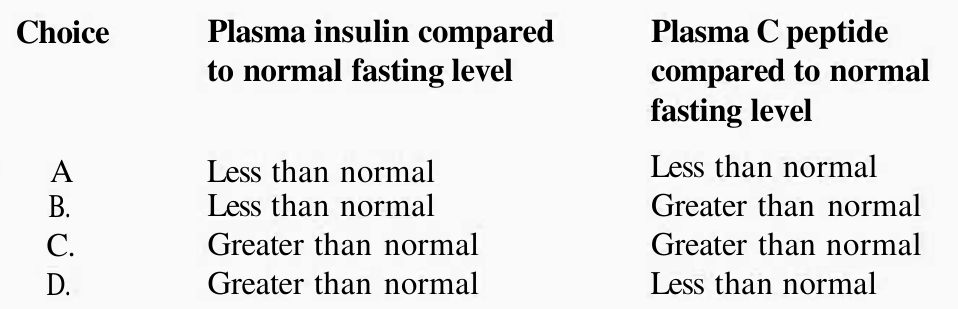 Choice Plasma insulin compared Plasma C peptide
to normal fasting level compared to normal
fasting level
A Less than normal Less than normal
B. Less than normal Greater than normal
C. Greater than normal Greater than normal
D. Greater than normal Less than normal